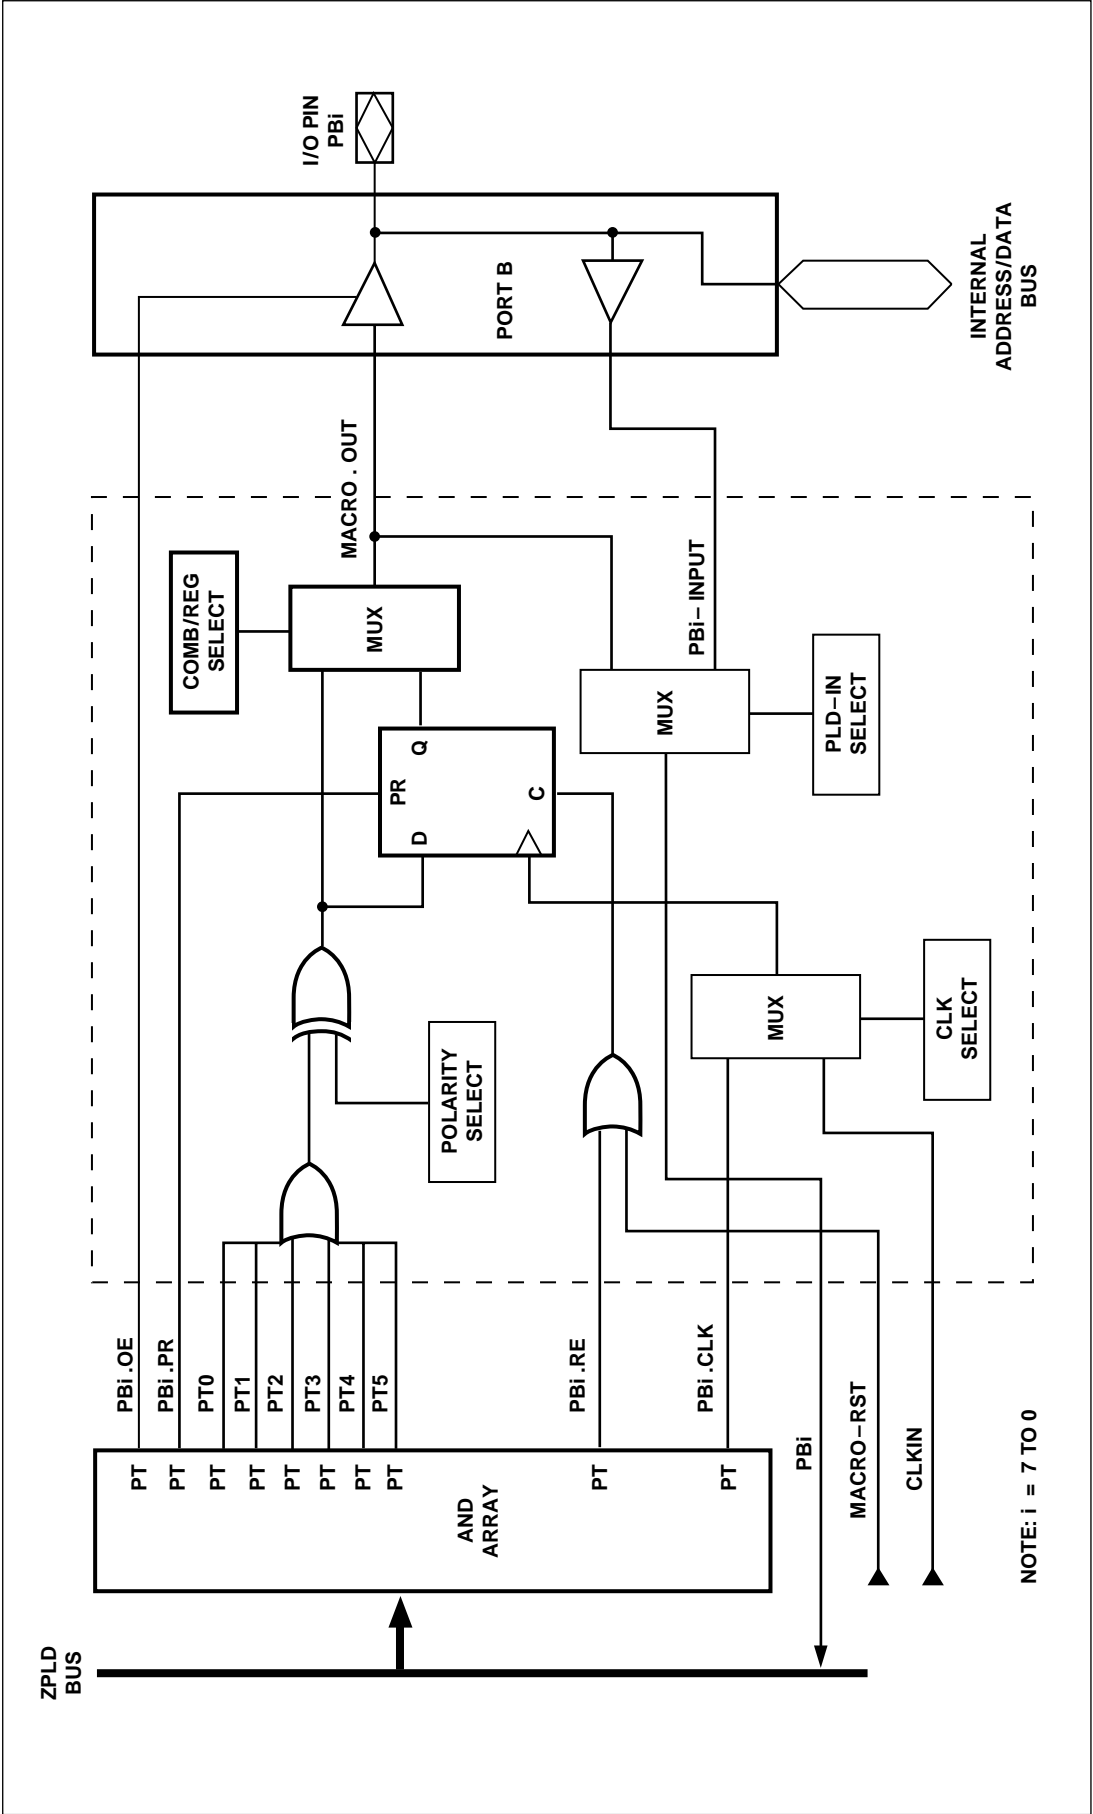 ZPLD
BUS
AND
ARRAY
PT
PT
PT
PT
PT
PT
PT
PT
PT
PT
PBi .OE
PBi .PR
PT0
PT1
PT2
PT3
PT4
PT5
PBi .RE
PBi .CLK
PBi
MACRO–RST
CLKIN
POLARITY
SELECT
MUX
CLK
SELECT
D
PR
Q
C
COMB/REG
SELECT
MUX
MUX
PLD–IN
SELECT
MACRO . OUT
PBi– INPUT
PORT B
I/O PIN
PBi
INTERNAL
ADDRESS/DATA
BUS
NOTE: i = 7 TO 0